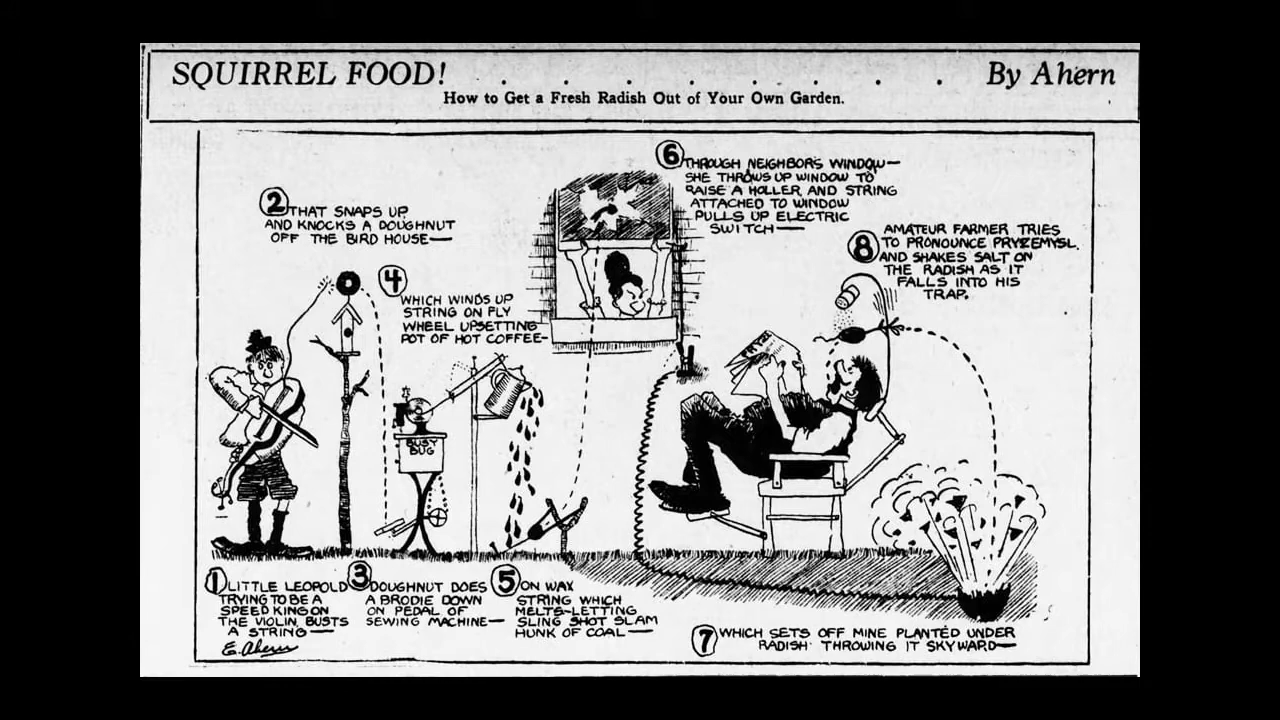 SQUIRREL FOOD! . . . . . . . . By Ahern
How to Get a Fresh Radish Out of Your Own Garden.
1 LITTLE LEOPOLD
TRYING TO BE A
SPEED KING ON
THE VIOLIN, BUSTS
A STRING—
2 THAT SNAPS UP
AND KNOCKS A DOUGHNUT
OFF THE BIRD HOUSE—
3 DOUGHNUT DOES
A BRODIE DOWN
ON PEDAL OF
SEWING MACHINE—
4 WHICH WINDS UP
STRING ON FLY
WHEEL UPSETTING
POT OF HOT COFFEE—
BUSY
BUG
5 ON WAX
STRING WHICH
MELTS-LETTING
SLING SHOT SLAM
HUNK OF COAL—
6 THROUGH NEIGHBOR'S WINDOW—
SHE THROWS UP WINDOW TO
RAISE A HOLLER, AND STRING
ATTACHED TO WINDOW
PULLS UP ELECTRIC
SWITCH—
7 WHICH SETS OFF MINE PLANTED UNDER
RADISH THROWING IT SKYWARD—
8 AMATEUR FARMER TRIES
TO PRONOUNCE PRYZEMYSL,
AND SHAKES SALT ON
THE RADISH AS IT
FALLS INTO HIS
TRAP.
E. Ahern